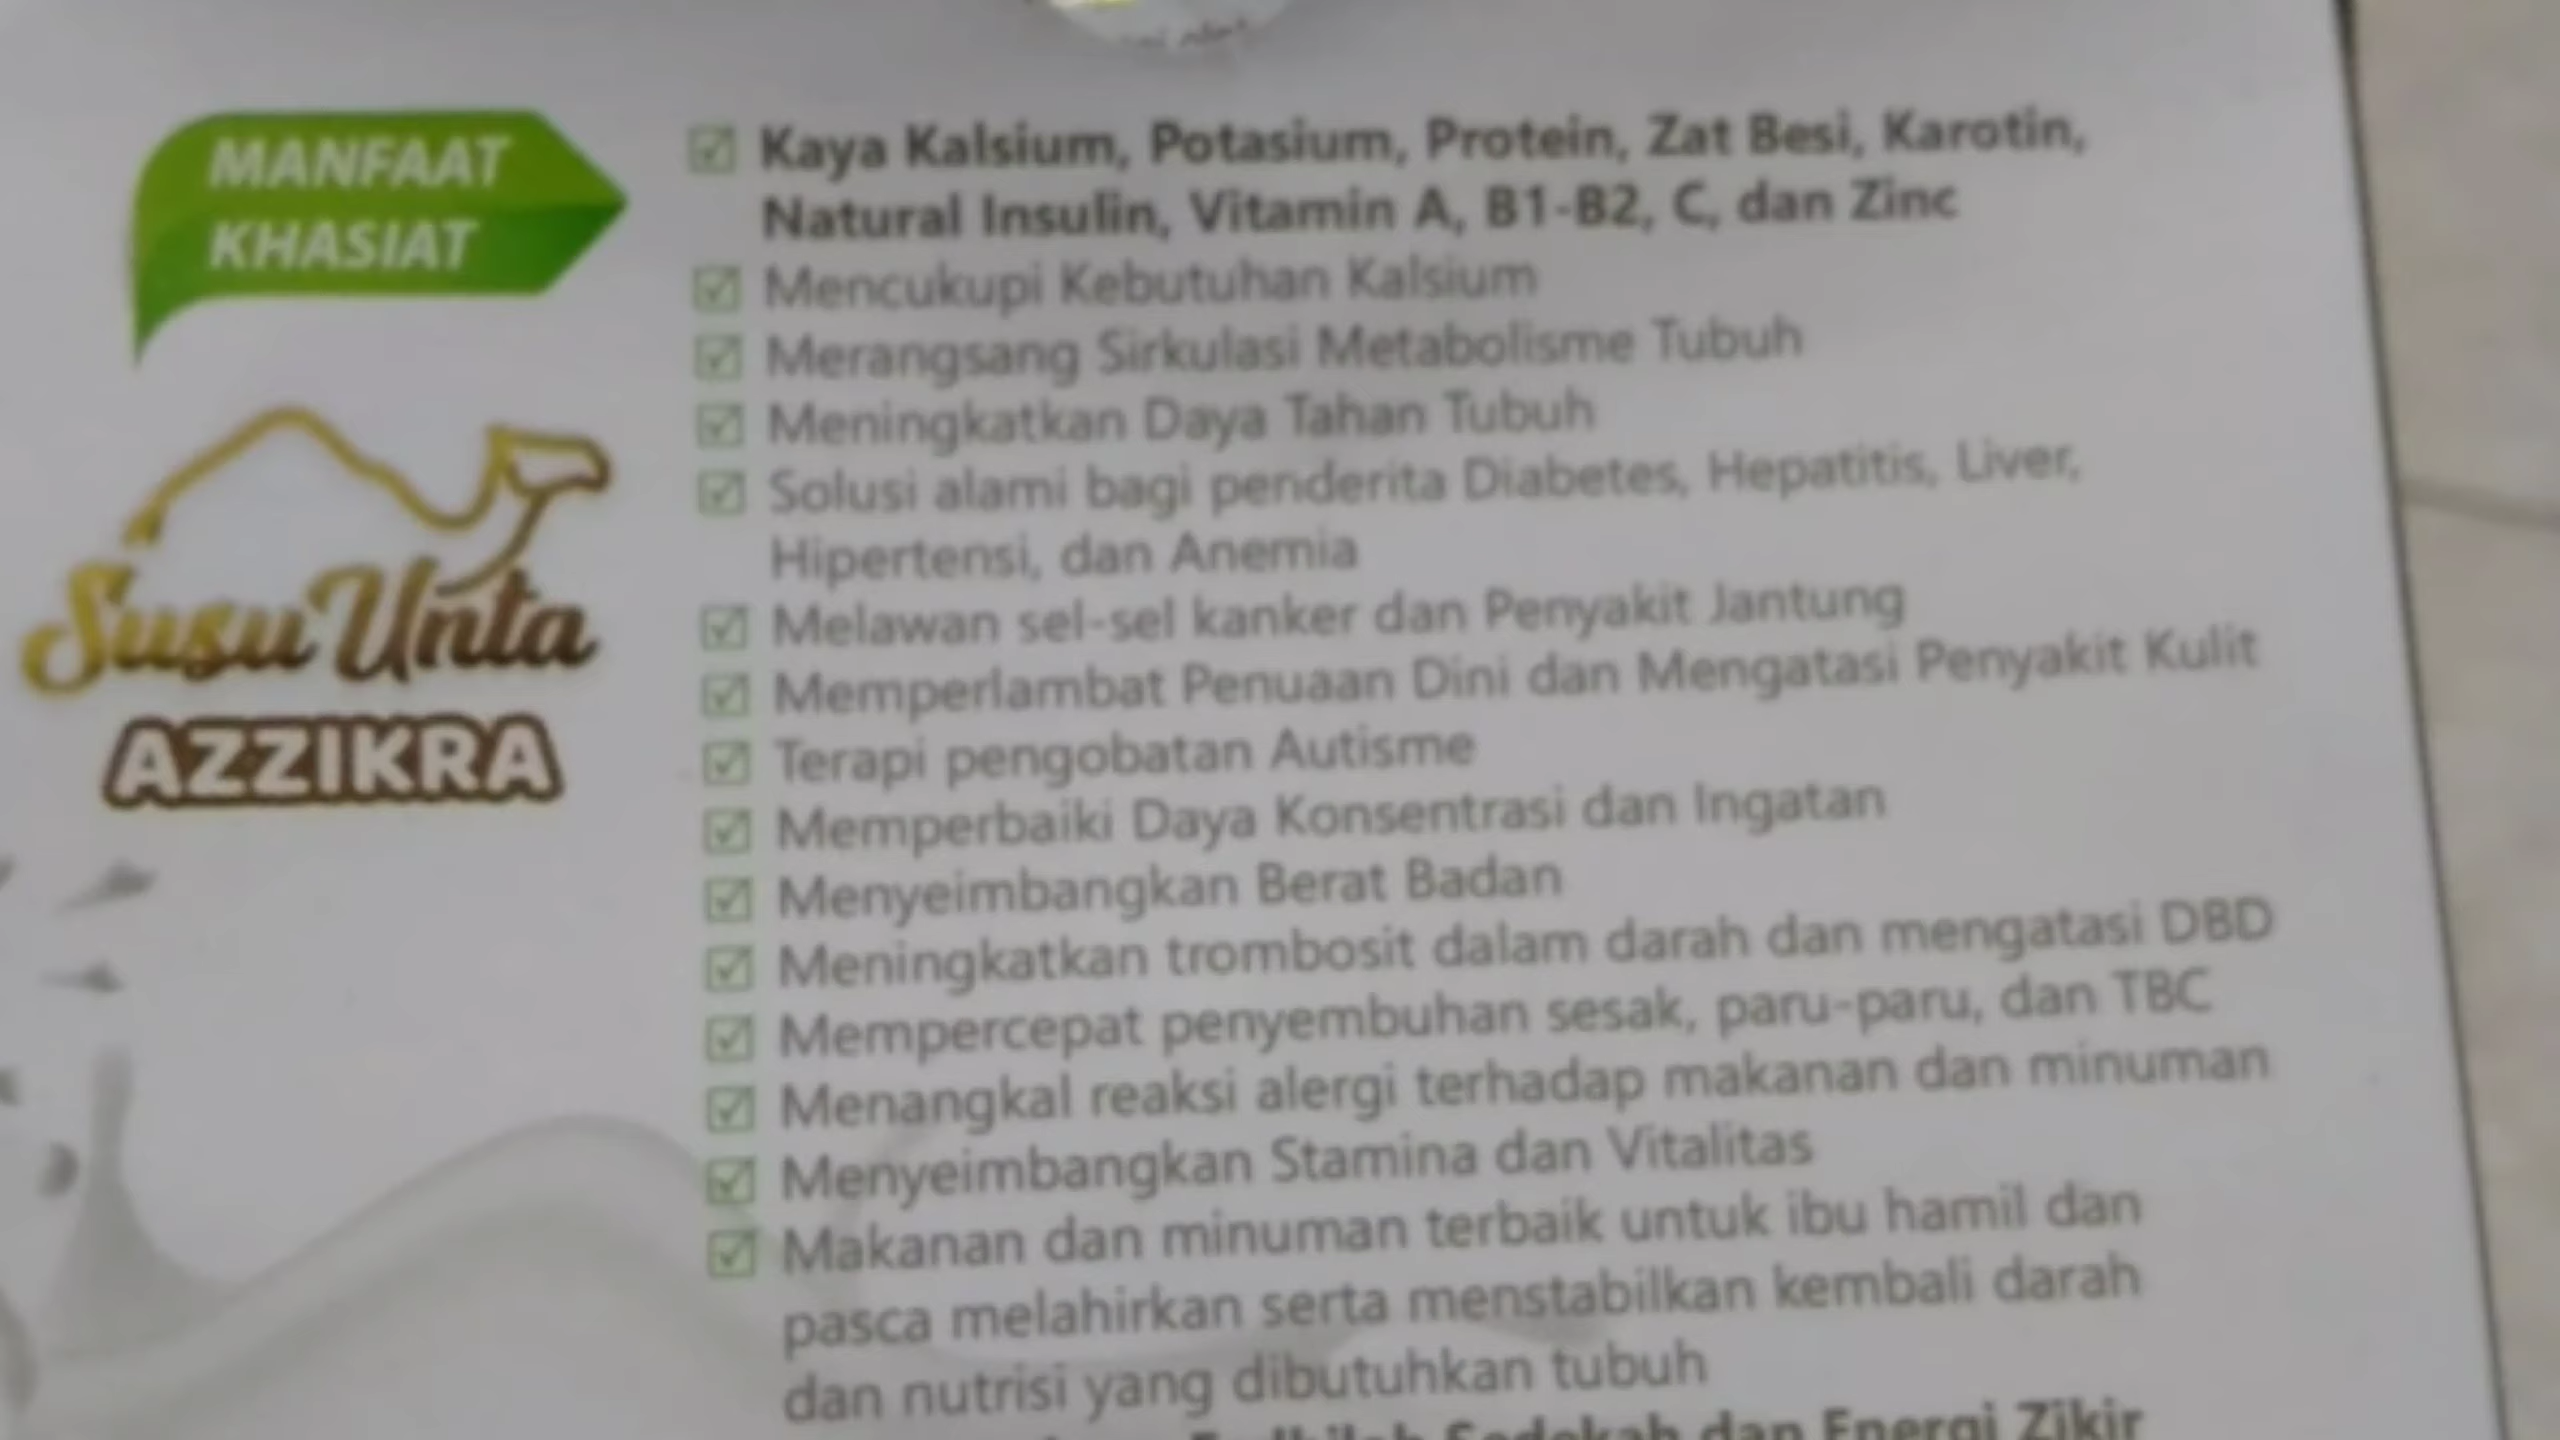 MANFAAT
KHASIAT
Susu Unta
AZZIKRA
Kaya Kalsium, Potasium, Protein, Zat Besi, Karotin,
Natural Insulin, Vitamin A, B1-B2, C, dan Zinc
Mencukupi Kebutuhan Kalsium
Merangsang Sirkulasi Metabolisme Tubuh
Meningkatkan Daya Tahan Tubuh
Solusi alami bagi penderita Diabetes, Hepatitis, Liver,
Hipertensi, dan Anemia
Melawan sel-sel kanker dan Penyakit Jantung
Memperlambat Penuaan Dini dan Mengatasi Penyakit Kulit
Terapi pengobatan Autisme
Memperbaiki Daya Konsentrasi dan Ingatan
Menyeimbangkan Berat Badan
Meningkatkan trombosit dalam darah dan mengatasi DBD
Mempercepat penyembuhan sesak, paru-paru, dan TBC
Menangkal reaksi alergi terhadap makanan dan minuman
Menyeimbangkan Stamina dan Vitalitas
Makanan dan minuman terbaik untuk ibu hamil dan
pasca melahirkan serta menstabilkan kembali darah
dan nutrisi yang dibutuhkan tubuh
Sedekah dan Energi Zikir